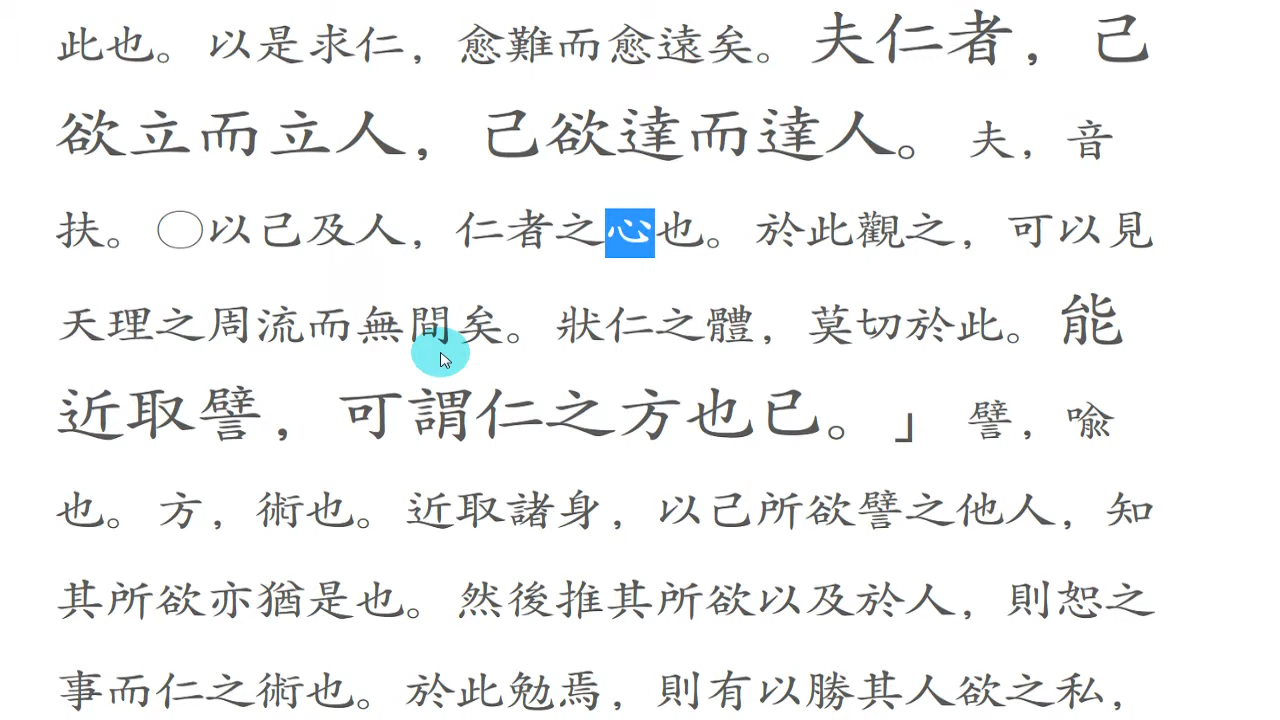 此也。以是求仁，愈難而愈遠矣。夫仁者，己
欲立而立人，己欲達而達人。夫，音
扶。○以己及人，仁者之心也。於此觀之，可以見
天理之周流而無間矣。狀仁之體，莫切於此。能
近取譬，可謂仁之方也已。」譬，喻
也。方，術也。近取諸身，以己所欲譬之他人，知
其所欲亦猶是也。然後推其所欲以及於人，則恕之
事而仁之術也。於此勉焉，則有以勝其人欲之私，